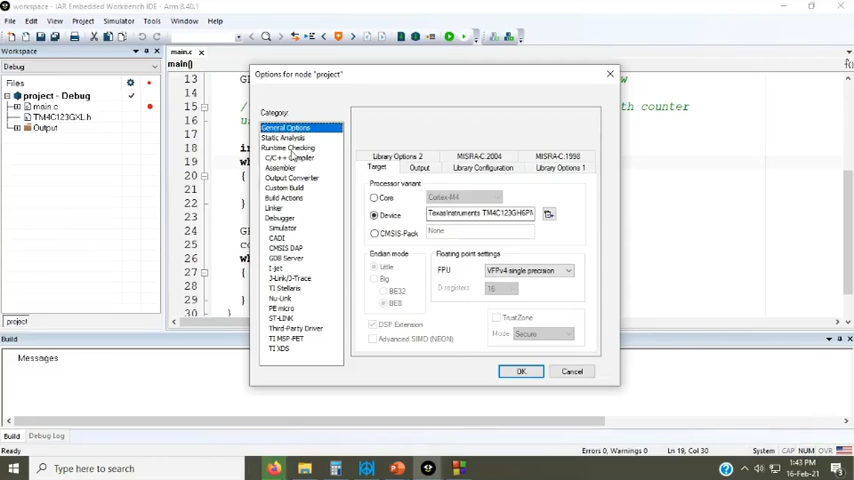 workspace - IAR Embedded Workbench IDE - Arm 8.40.1
File Edit View Project Simulator Tools Window Help
Workspace
main.c
Debug
main()
Files
project - Debug
main.c
TM4C123GXL.h
Output
project
13
14
15
16
17
18
19
20
21
22
23
24
25
26
27
28
29
th counter
Options for node "project"
Category:
General Options
Static Analysis
Runtime Checking
C/C++ Compiler
Assembler
Output Converter
Custom Build
Build Actions
Linker
Debugger
Simulator
CADI
CMSIS DAP
GDB Server
I-jet
J-Link/J-Trace
TI Stellaris
Nu-Link
PE micro
ST-LINK
Third-Party Driver
TI MSP-FET
TI XDS
Library Options 2 MISRA-C:2004 MISRA-C:1998
Target Output Library Configuration Library Options 1
Processor variant
Core Cortex-M4
Device TexasInstruments TM4C123GH6PM
CMSIS-Pack None
Endian mode
Little
Big
BE32
BE8
Floating point settings
FPU VFPv4 single precision
D registers 16
DSP Extension
Advanced SIMD (NEON)
TrustZone
Mode Secure
OK Cancel
Build
Messages
Build Debug Log
Ready Errors 0, Warnings 0 Ln 19, Col 30 System CAP NUM OVR
Type here to search
1:43 PM
16-Feb-21